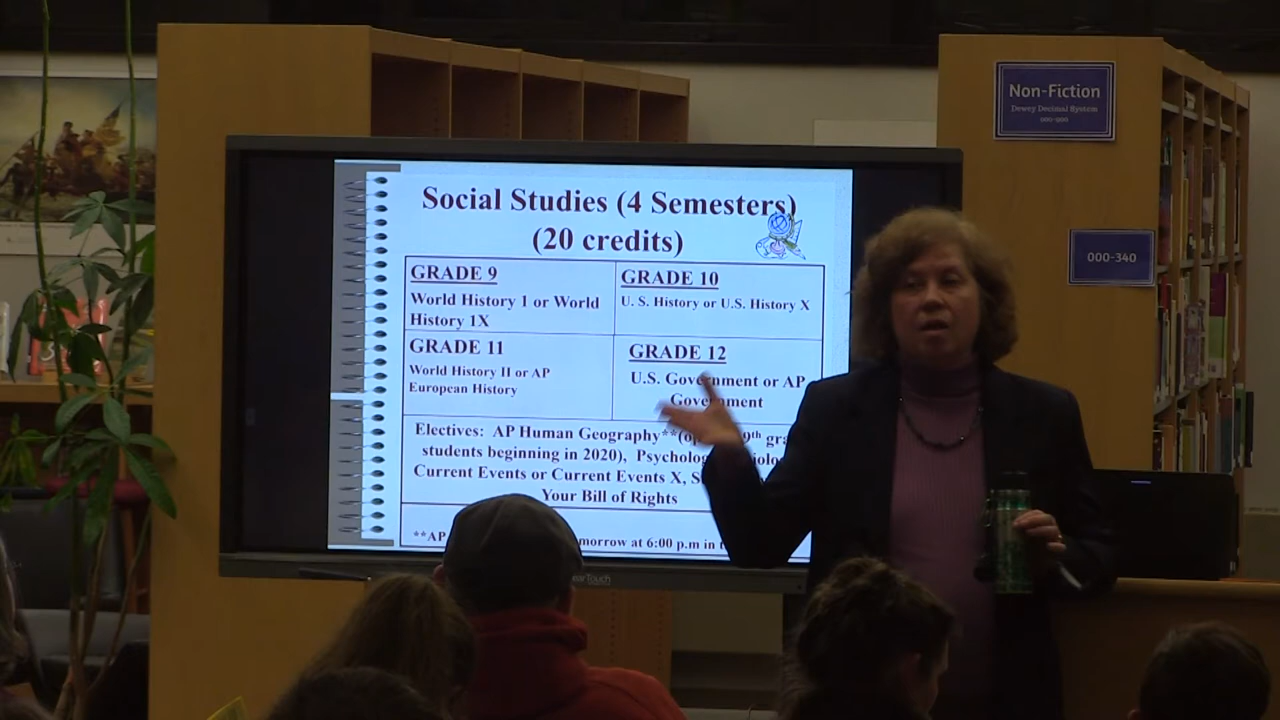 Non-Fiction
Dewey Decimal System
000-900
000-340
Social Studies (4 Semesters)
(20 credits)
GRADE 9
World History 1 or World
History 1X
GRADE 10
U. S. History or U.S. History X
GRADE 11
World History II or AP
European History
GRADE 12
U.S. Government or AP
Government
Electives: AP Human Geography**
students beginning in 2020),
Current Events or Current Events X,
Your Bill of Rights
**AP at 6:00 p.m in